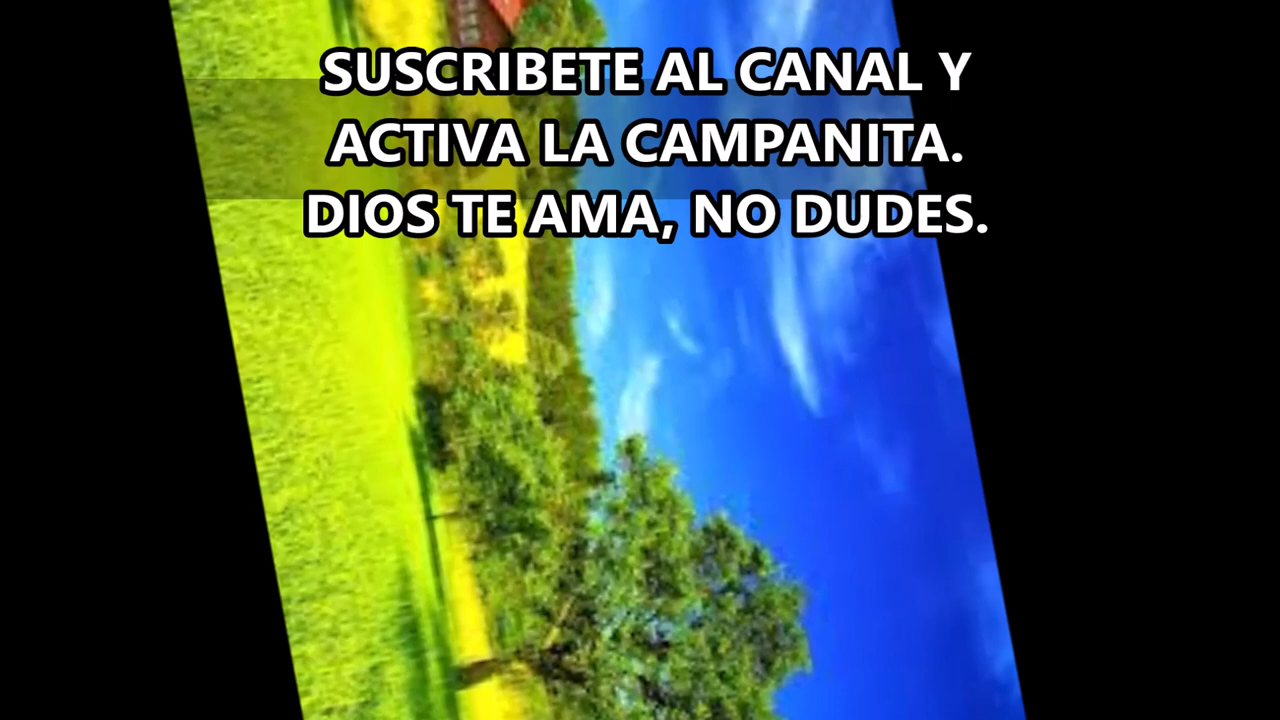 SUSCRIBETE AL CANAL Y
ACTIVA LA CAMPANITA.
DIOS TE AMA, NO DUDES.